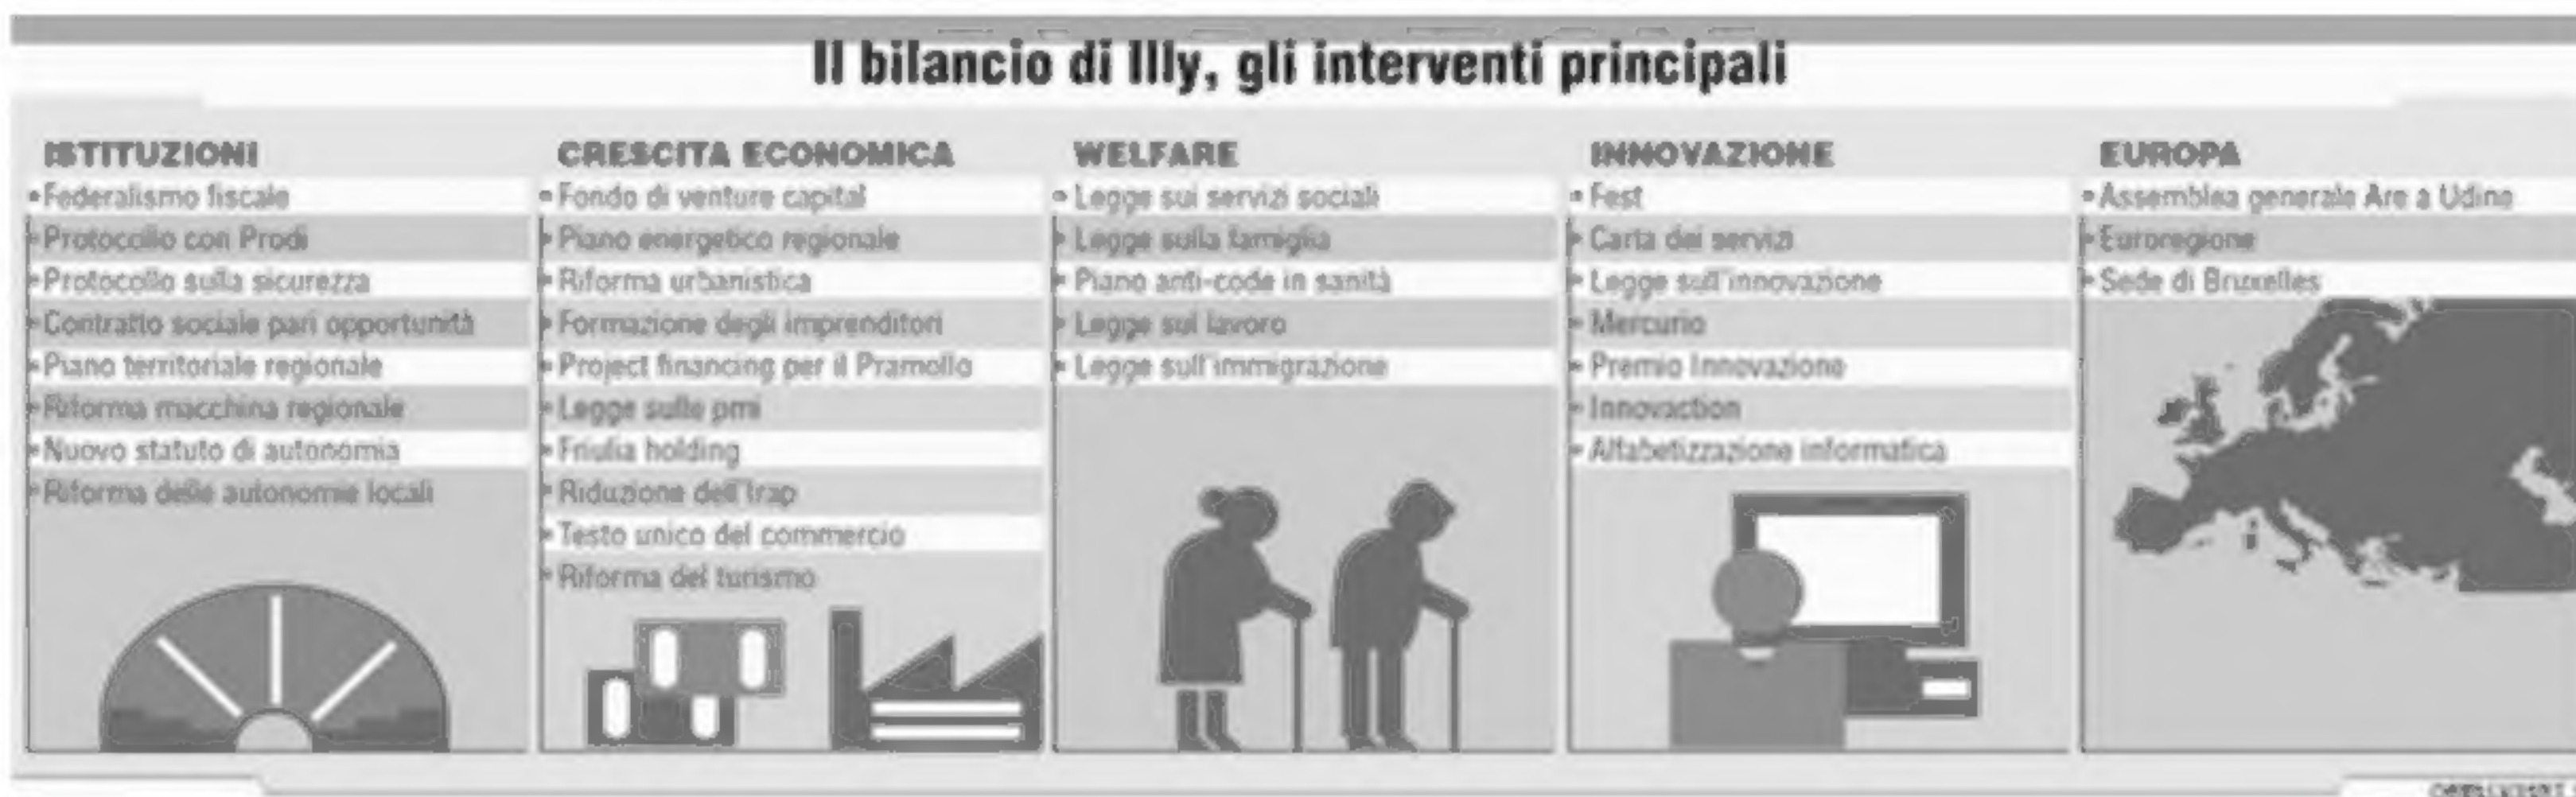 Il bilancio di Illy, gli interventi principali
ISTITUZIONI
• Federalismo fiscale
• Protocollo con Prodi
• Protocollo sulla sicurezza
• Contratto sociale pari opportunità
• Piano territoriale regionale
• Riforma macchina regionale
• Nuovo statuto di autonomia
• Riforma delle autonomie locali
CRESCITA ECONOMICA
• Fondo di venture capital
• Piano energetico regionale
• Riforma urbanistica
• Formazione degli imprenditori
• Project financing per il Pramollo
• Legge sulle pmi
• Friulia holding
• Riduzione dell'Irap
• Testo unico del commercio
• Riforma del turismo
WELFARE
• Legge sui servizi sociali
• Legge sulla famiglia
• Piano anti-code in sanità
• Legge sul lavoro
• Legge sull'immigrazione
INNOVAZIONE
• Fest
• Carta dei servizi
• Legge sull'innovazione
• Mercurio
• Premio Innovazione
• Innovaction
• Alfabetizzazione informatica
EUROPA
• Assemblea generale Are a Udine
• Euroregione
• Sede di Bruxelles